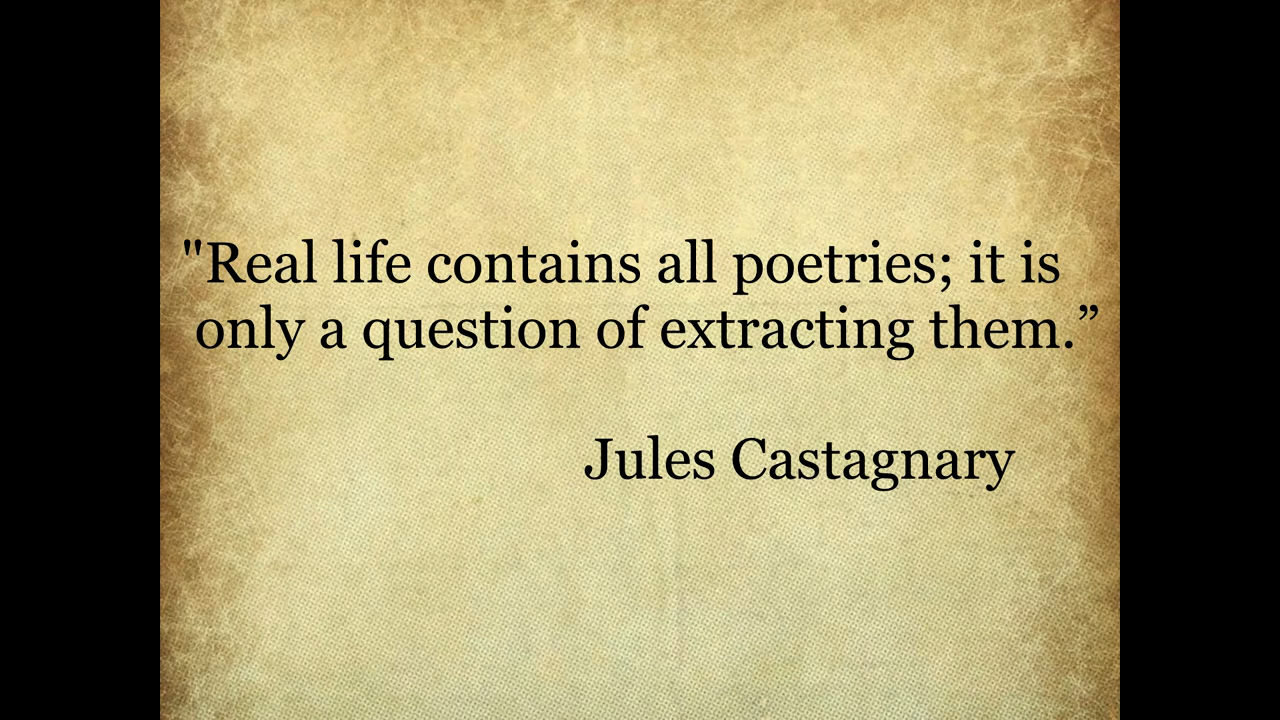 "Real life contains all poetries; it is
only a question of extracting them.”
Jules Castagnary